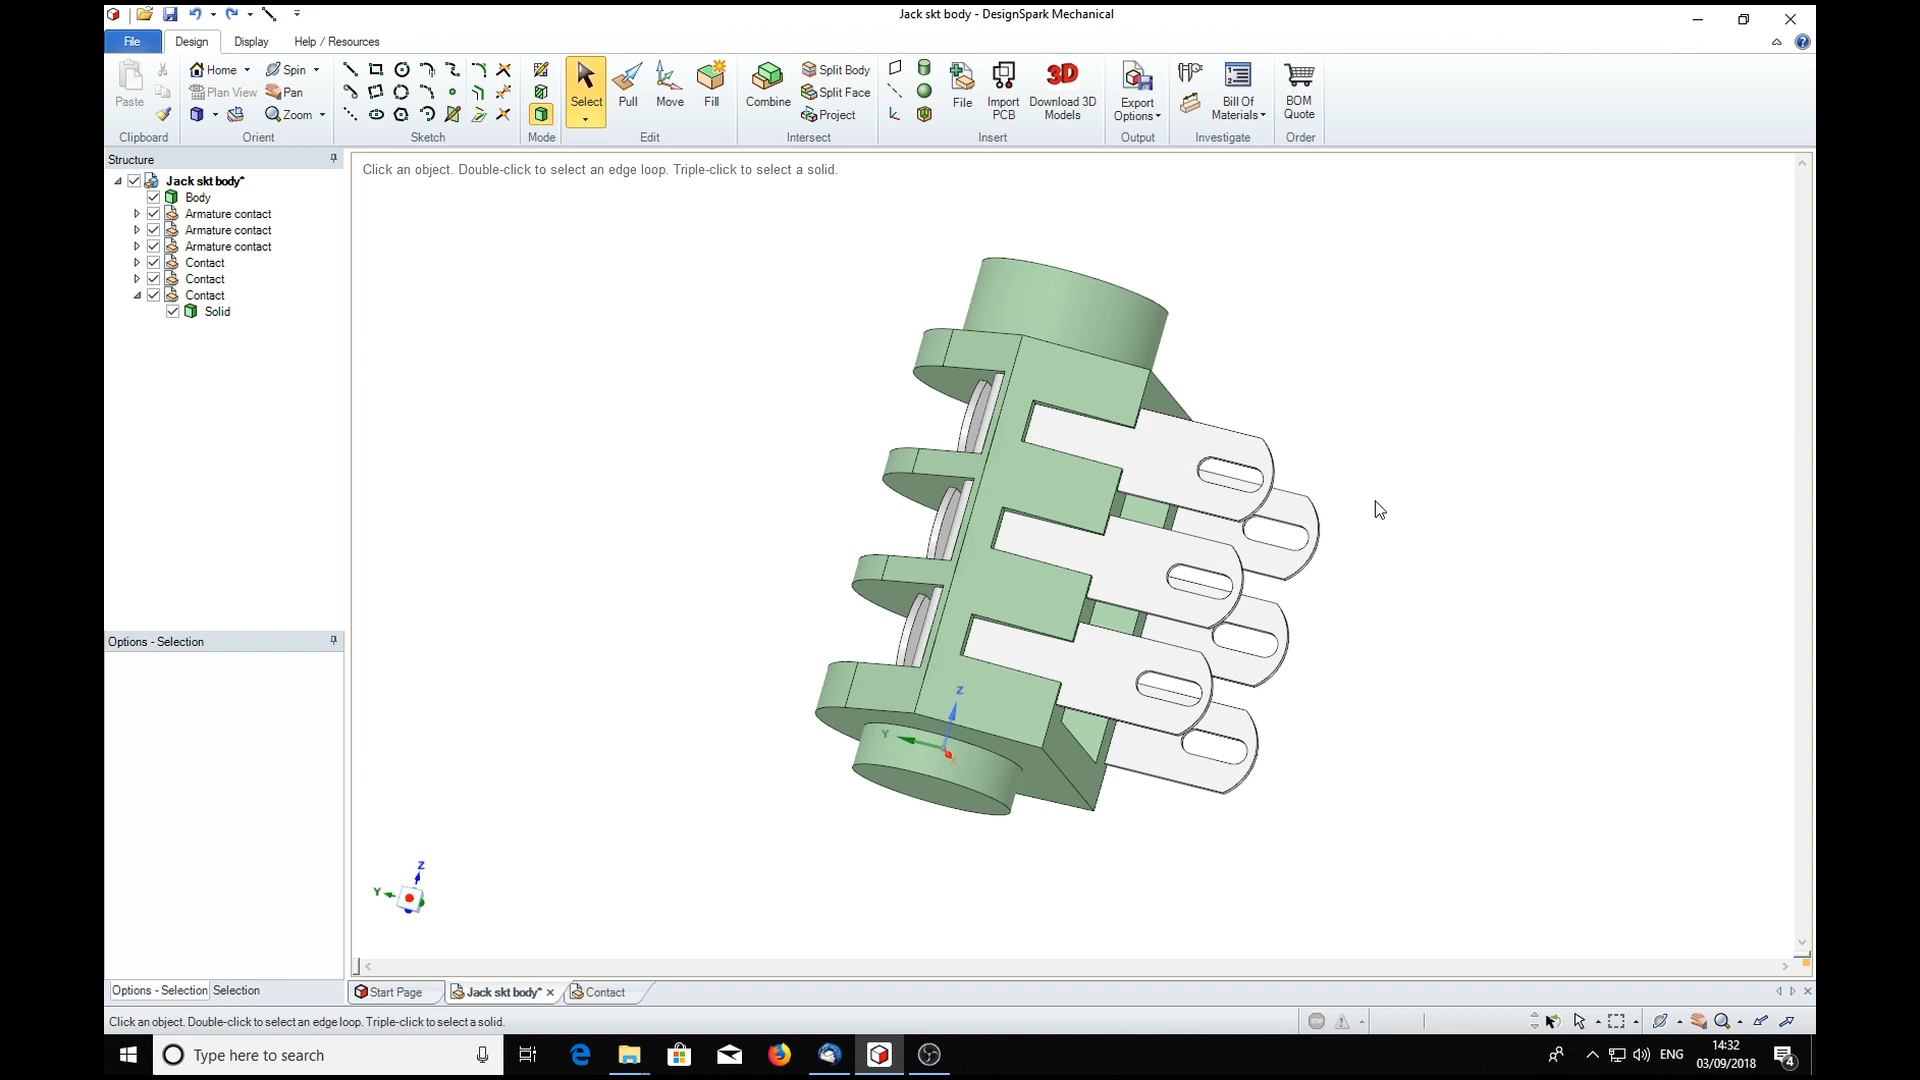 Jack skt body - DesignSpark Mechanical
File Design Display Help / Resources
Paste
Home
Plan View
Spin
Pan
Zoom
Select
Pull
Move
Fill
Combine
Split Body
Split Face
Project
File
Import PCB
Download 3D Models
Export Options
Bill Of Materials
BOM Quote
Clipboard Orient Sketch Mode Edit Intersect Insert Output Investigate Order
Structure
Click an object. Double-click to select an edge loop. Triple-click to select a solid.
Jack skt body*
Body
Armature contact
Armature contact
Armature contact
Contact
Contact
Contact
Solid
Options - Selection
Z
Y
Z
Y
Options - Selection Selection
Start Page Jack skt body* Contact
Click an object. Double-click to select an edge loop. Triple-click to select a solid.
Type here to search
ENG
14:32
03/09/2018
4